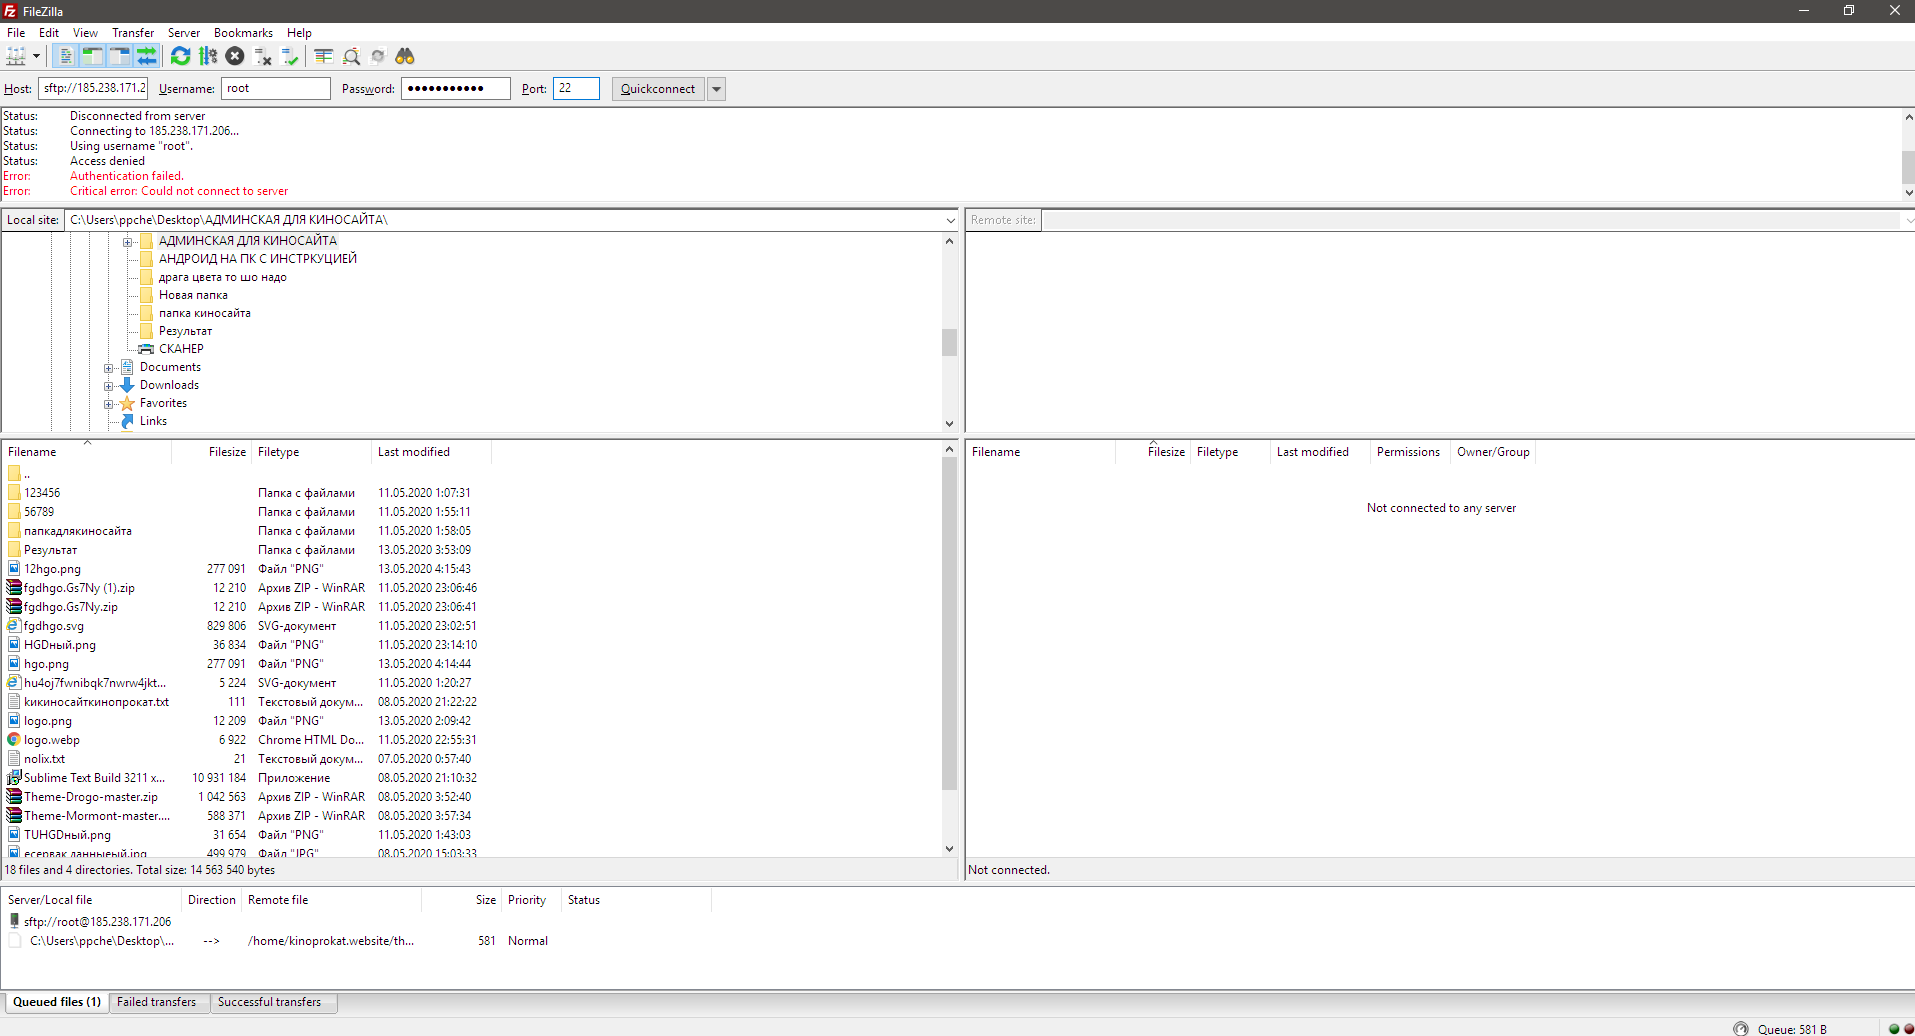 FileZilla
File Edit View Transfer Server Bookmarks Help
Host: sftp://185.238.171.2 Username: root Password: ●●●●●●●●●●● Port: 22 Quickconnect
Status: Disconnected from server
Status: Connecting to 185.238.171.206...
Status: Using username "root".
Status: Access denied
Error: Authentication failed.
Error: Critical error: Could not connect to server
Local site: C:\Users\ppche\Desktop\АДМИНСКАЯ ДЛЯ КИНОСАЙТА\
Remote site:
АДМИНСКАЯ ДЛЯ КИНОСАЙТА
АНДРОИД НА ПК С ИНСТРКУЦИЕЙ
драга цвета то шо надо
Новая папка
папка киносайта
Результат
СКАНЕР
Documents
Downloads
Favorites
Links
Filename Filesize Filetype Last modified
..
123456 Папка с файлами 11.05.2020 1:07:31
56789 Папка с файлами 11.05.2020 1:55:11
папкадлякиносайта Папка с файлами 11.05.2020 1:58:05
Результат Папка с файлами 13.05.2020 3:53:09
12hgo.png 277 091 Файл "PNG" 13.05.2020 4:15:43
fgdhgo.Gs7Ny (1).zip 12 210 Архив ZIP - WinRAR 11.05.2020 23:06:46
fgdhgo.Gs7Ny.zip 12 210 Архив ZIP - WinRAR 11.05.2020 23:06:41
fgdhgo.svg 829 806 SVG-документ 11.05.2020 23:02:51
HGDный.png 36 834 Файл "PNG" 11.05.2020 23:14:10
hgo.png 277 091 Файл "PNG" 13.05.2020 4:14:44
hu4oj7fwnibqk7nwrw4jkt... 5 224 SVG-документ 11.05.2020 1:20:27
кикиносайткинопрокат.txt 111 Текстовый докум... 08.05.2020 21:22:22
logo.png 12 209 Файл "PNG" 13.05.2020 2:09:42
logo.webp 6 922 Chrome HTML Do... 11.05.2020 22:55:31
nolix.txt 21 Текстовый докум... 07.05.2020 0:57:40
Sublime Text Build 3211 x... 10 931 184 Приложение 08.05.2020 21:10:32
Theme-Drogo-master.zip 1 042 563 Архив ZIP - WinRAR 08.05.2020 3:52:40
Theme-Mormont-master.... 588 371 Архив ZIP - WinRAR 08.05.2020 3:57:34
TUHGDный.png 31 654 Файл "PNG" 11.05.2020 1:43:03
есервак данныеый.jpg 499 979 Файл "JPG" 08.05.2020 15:03:33
18 files and 4 directories. Total size: 14 563 540 bytes
Filename Filesize Filetype Last modified Permissions Owner/Group
Not connected to any server
Not connected.
Server/Local file Direction Remote file Size Priority Status
sftp://root@185.238.171.206
C:\Users\ppche\Desktop\... --> /home/kinoprokat.website/th... 581 Normal
Queued files (1) Failed transfers Successful transfers
Queue: 581 B